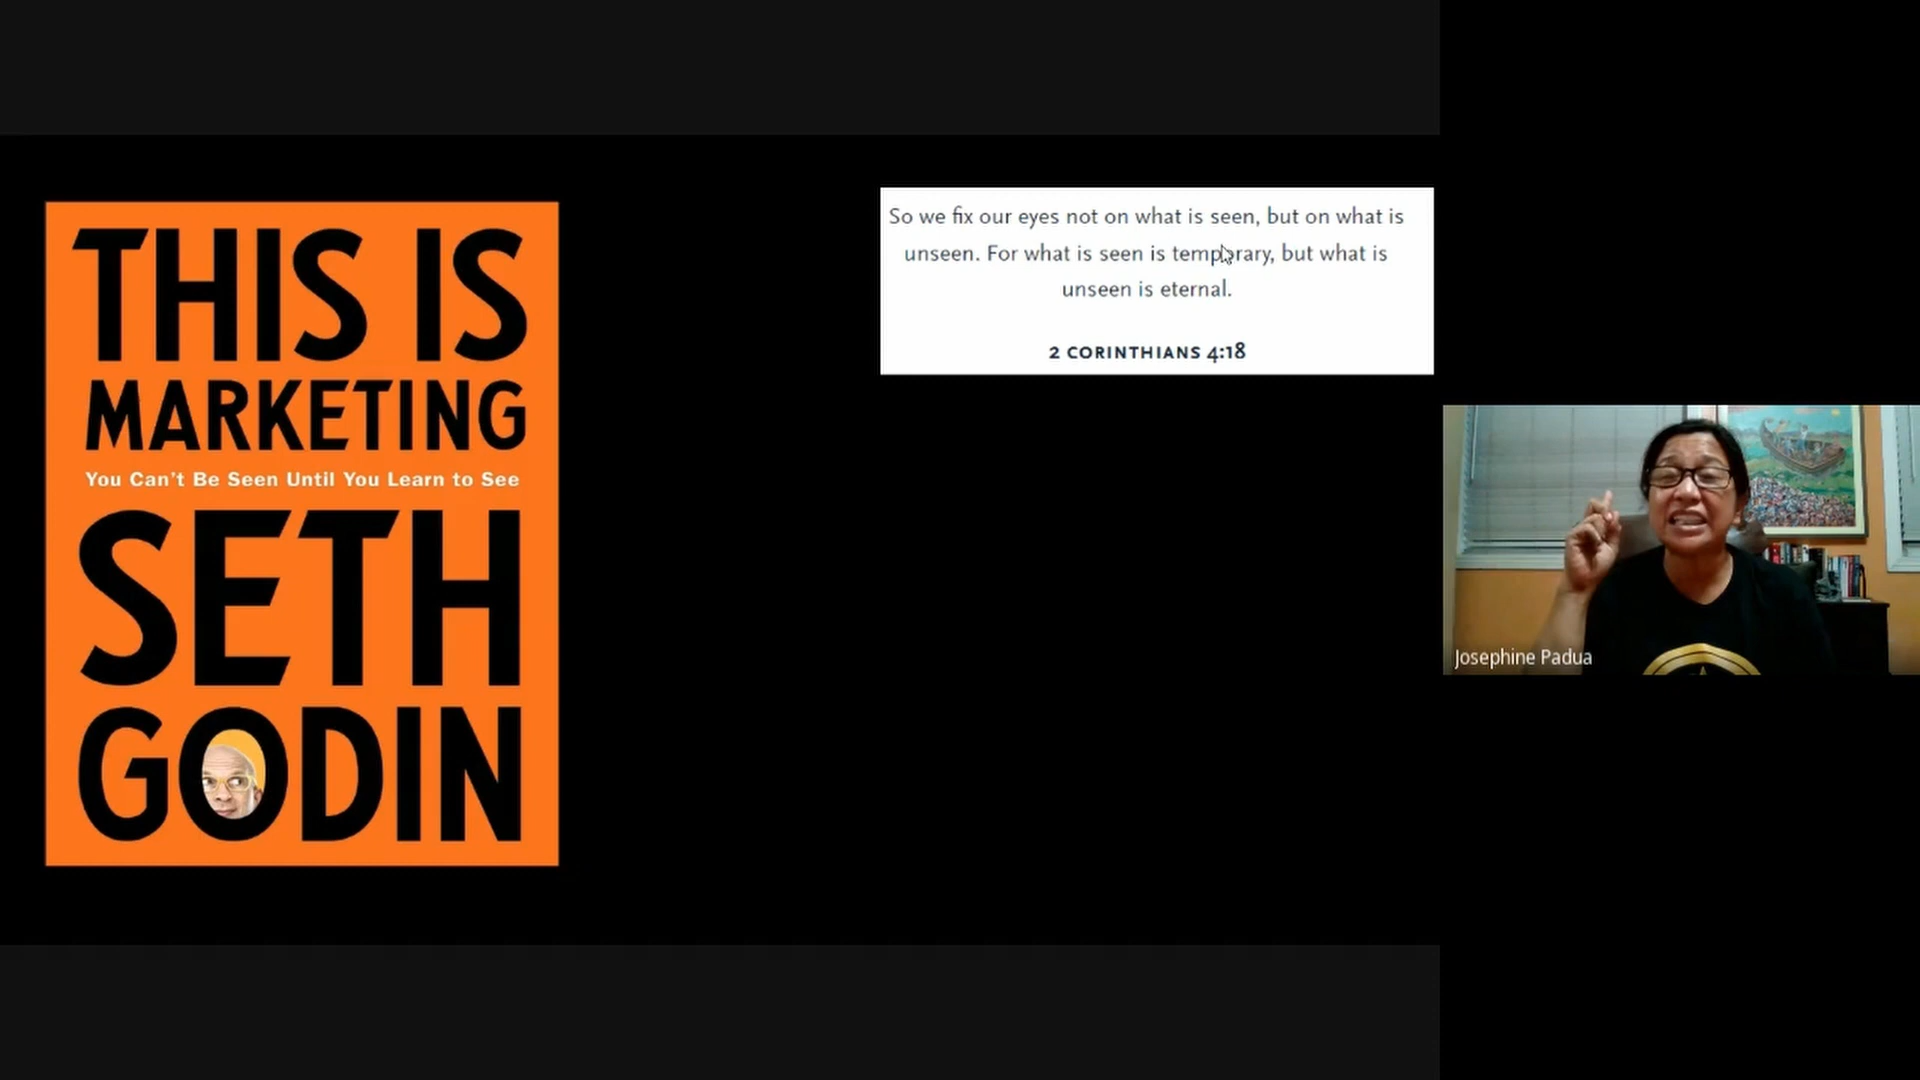 THIS IS
MARKETING
You Can't Be Seen Until You Learn to See
SETH
GODIN
So we fix our eyes not on what is seen, but on what is
unseen. For what is seen is temporary, but what is
unseen is eternal.
2 CORINTHIANS 4:18
Josephine Padua